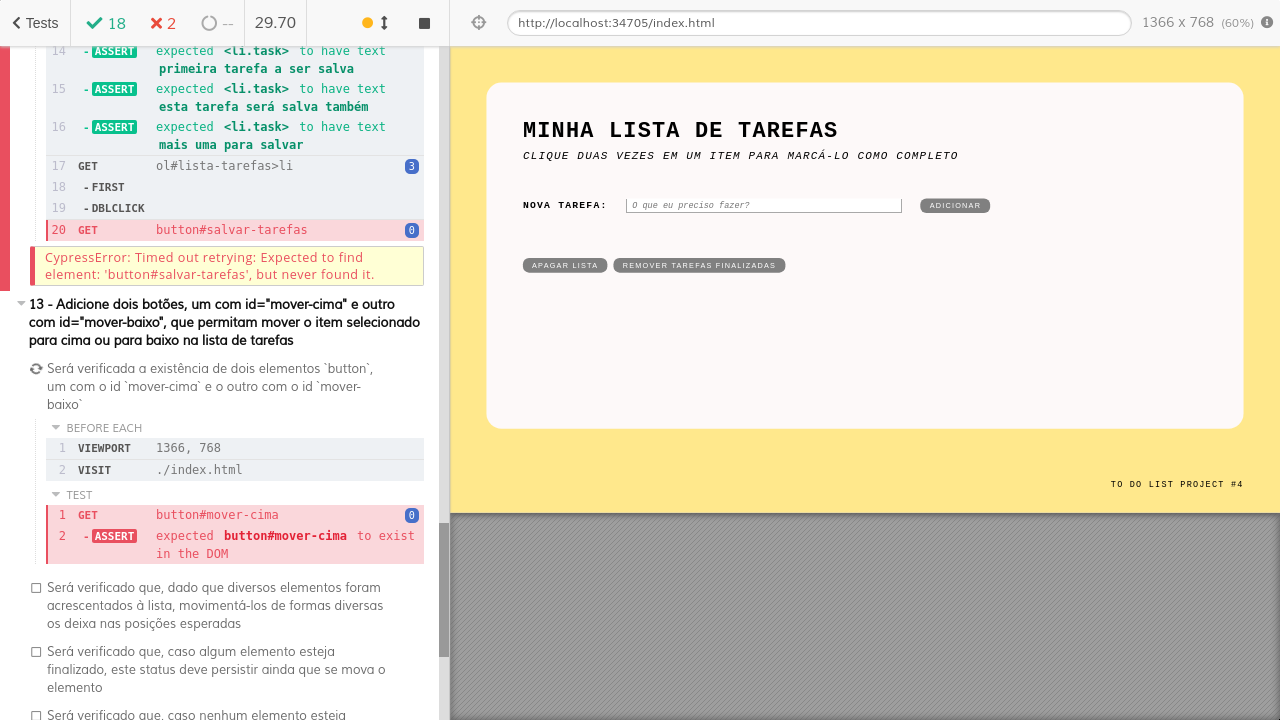 Tests
18
2
--
29.70
http://localhost:34705/index.html
1366 x 768 (60%)
14 - ASSERT expected <li.task> to have text
primeira tarefa a ser salva
15 - ASSERT expected <li.task> to have text
esta tarefa será salva também
16 - ASSERT expected <li.task> to have text
mais uma para salvar
17 GET ol#lista-tarefas>li 3
18 - FIRST
19 - DBLCLICK
20 GET button#salvar-tarefas 0
CypressError: Timed out retrying: Expected to find
element: 'button#salvar-tarefas', but never found it.
13 - Adicione dois botões, um com id="mover-cima" e outro
com id="mover-baixo", que permitam mover o item selecionado
para cima ou para baixo na lista de tarefas
Será verificada a existência de dois elementos `button`,
um com o id `mover-cima` e o outro com o id `mover-
baixo`
BEFORE EACH
1 VIEWPORT 1366, 768
2 VISIT ./index.html
TEST
1 GET button#mover-cima 0
2 - ASSERT expected button#mover-cima to exist
in the DOM
Será verificado que, dado que diversos elementos foram
acrescentados à lista, movimentá-los de formas diversas
os deixa nas posições esperadas
Será verificado que, caso algum elemento esteja
finalizado, este status deve persistir ainda que se mova o
elemento
Será verificado que, caso nenhum elemento esteja
MINHA LISTA DE TAREFAS
CLIQUE DUAS VEZES EM UM ITEM PARA MARCÁ-LO COMO COMPLETO
NOVA TAREFA: O que eu preciso fazer? ADICIONAR
APAGAR LISTA REMOVER TAREFAS FINALIZADAS
TO DO LIST PROJECT #4